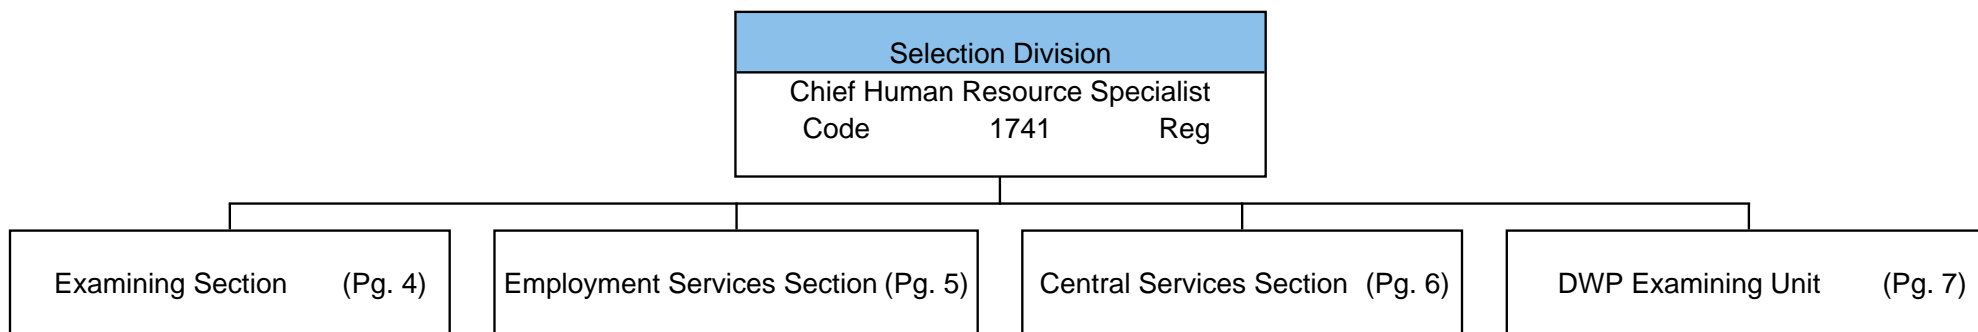 Selection Division
Chief Human Resource Specialist
Code 1741 Reg
Examining Section (Pg. 4)
Employment Services Section (Pg. 5)
Central Services Section (Pg. 6)
DWP Examining Unit (Pg. 7)